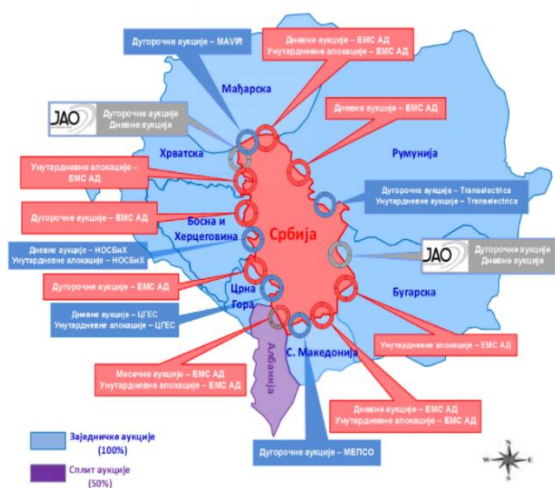 Дугорочне аукције – MAVIR
Дневне аукције – ЕМС АД
Унутардневне алокације – ЕМС АД
Мађарска
JAO
Дугорочне аукције
Дневне аукције
Дневне аукције – ЕМС АД
Хрватска
Румунија
Унутардневне алокације
– ЕМС АД
Дугорочне аукције – Transelectrica
Унутардневне аукције – Transelectrica
Дугорочне аукције – ЕМС АД
Босна и
Херцеговина
Србија
Дневне аукције – НОСБиХ
Унутардневне алокације – НОСБиХ
JAO
Дугорочне аукције
Дневне аукције
Дугорочне аукције – ЕМС АД
Црна
Гора
Бугарска
Дневне аукције – ЦГЕС
Унутардневне алокације – ЦГЕС
Унутардневне алокације – ЕМС АД
Албанија
С. Македонија
Месечне аукције – ЕМС АД
Унутардневне алокације – ЕМС АД
Дневне аукције – ЕМС АД
Унутардневне алокације – ЕМС АД
Дугорочне аукције – МЕПСО
Заједничке аукције
(100%)
Сплит аукције
(50%)
N
W
E
S